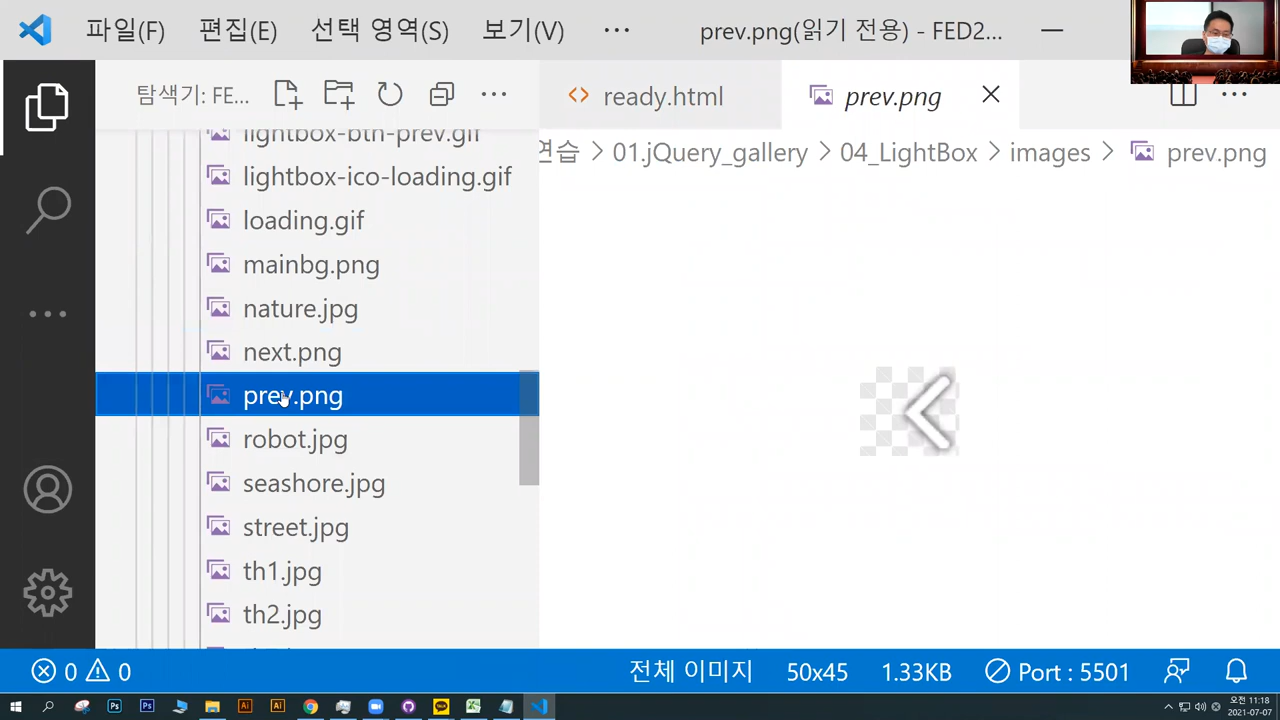 파일(F) 편집(E) 선택 영역(S) 보기(V) ··· prev.png(읽기 전용) - FED2...
탐색기: FE... ···
ready.html
prev.png
···
연습 > 01.jQuery_gallery > 04_LightBox > images > prev.png
lightbox-btn-prev.gif
lightbox-ico-loading.gif
loading.gif
mainbg.png
nature.jpg
next.png
prev.png
robot.jpg
seashore.jpg
street.jpg
th1.jpg
th2.jpg
0 0 전체 이미지 50x45 1.33KB Port : 5501
Ps Ps Ai Ai
오전 11:18
2021-07-07